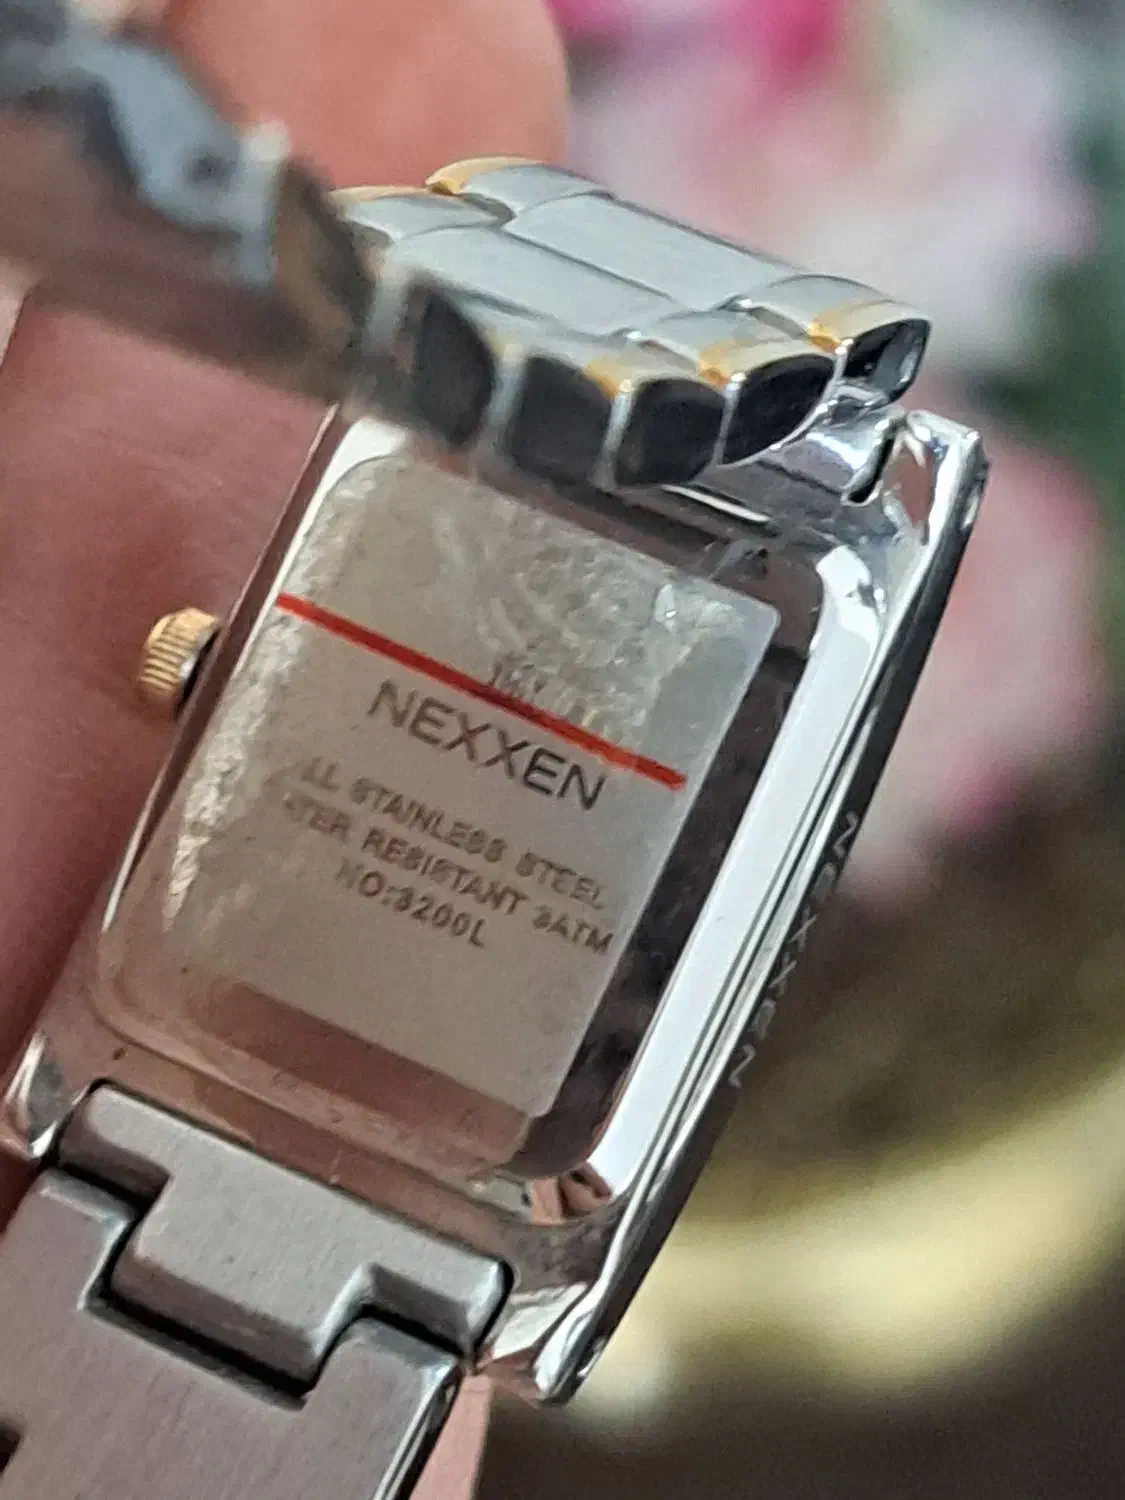 NEXXEN
LL STAINLESS STEEL
ATER RESISTANT 3ATM
NO:3200L
NEXXEN